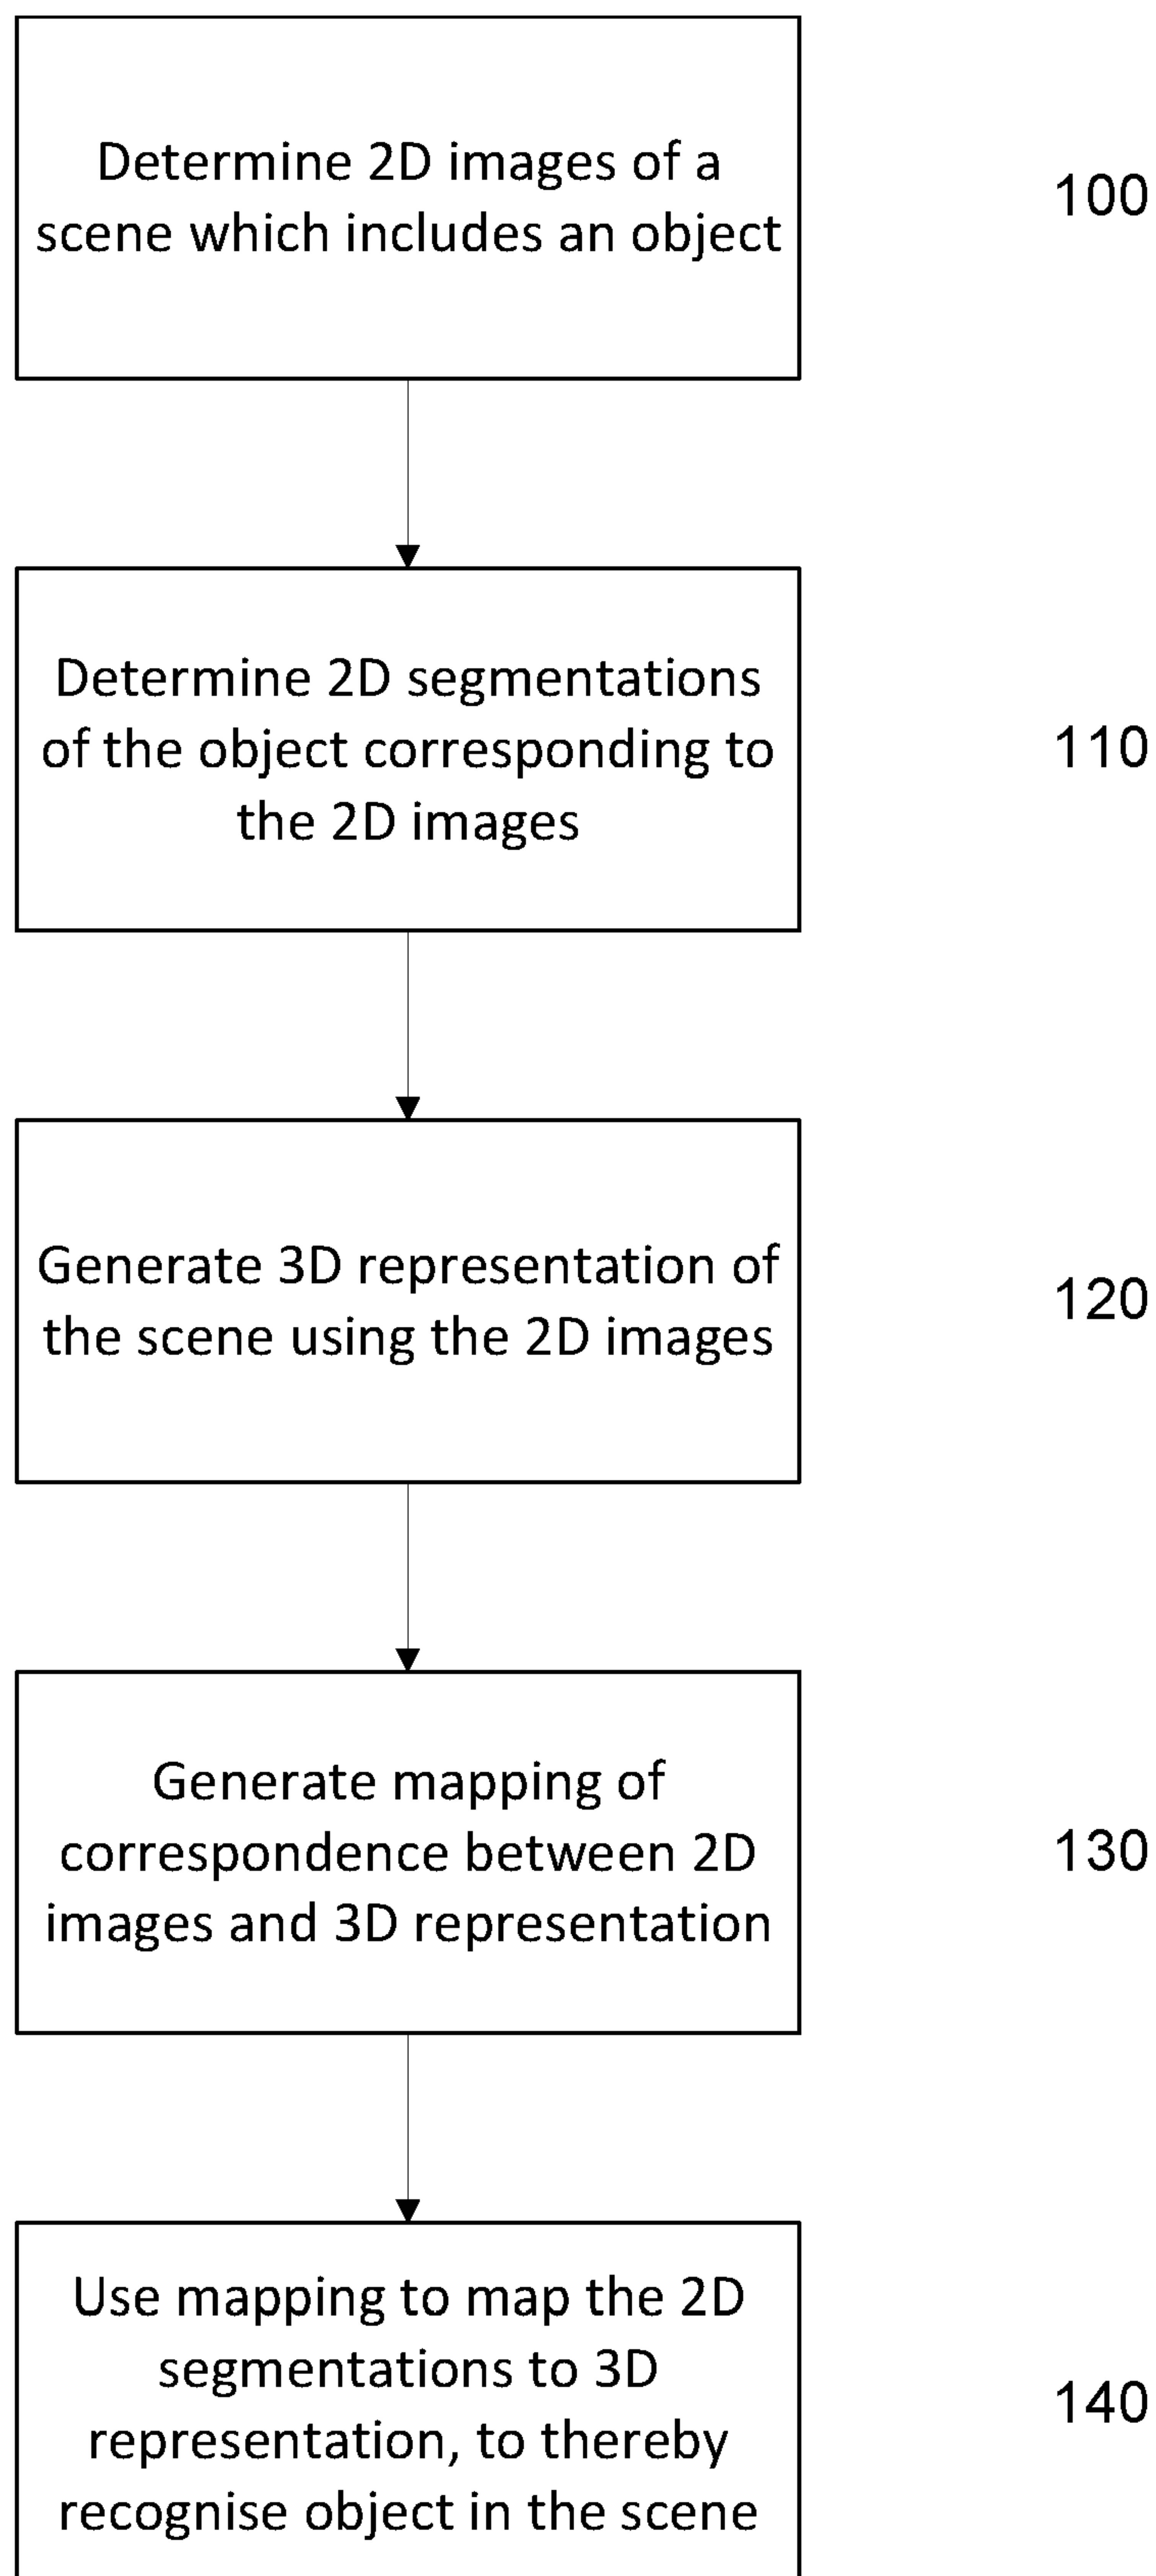 Determine 2D images of a
scene which includes an object
100
Determine 2D segmentations
of the object corresponding to
the 2D images
110
Generate 3D representation of
the scene using the 2D images
120
Generate mapping of
correspondence between 2D
images and 3D representation
130
Use mapping to map the 2D
segmentations to 3D
representation, to thereby
recognise object in the scene
140